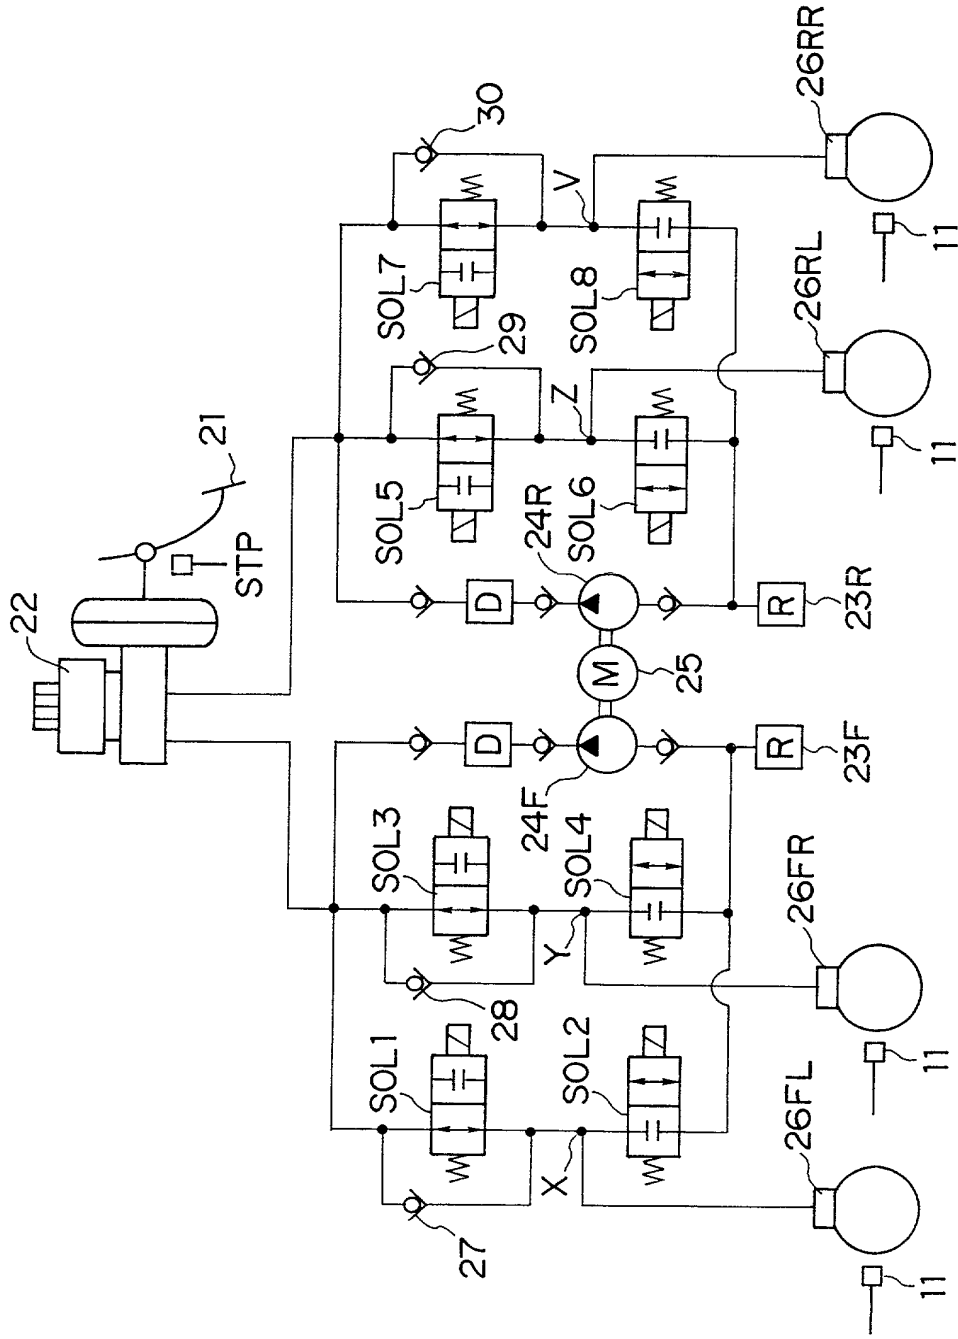 22
21
STP
SOL1
SOL3
SOL5
SOL7
27
28
D
D
29
30
24F
24R
X
Y
Z
V
SOL2
SOL4
SOL6
SOL8
M
25
R
R
26FL
26FR
26RL
26RR
23F
23R
11
11
11
11